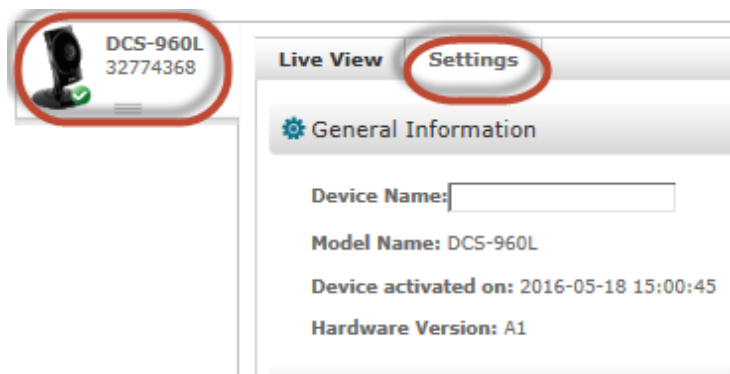 DCS-960L
32774368
Live View Settings
General Information
Device Name:
Model Name: DCS-960L
Device activated on: 2016-05-18 15:00:45
Hardware Version: A1